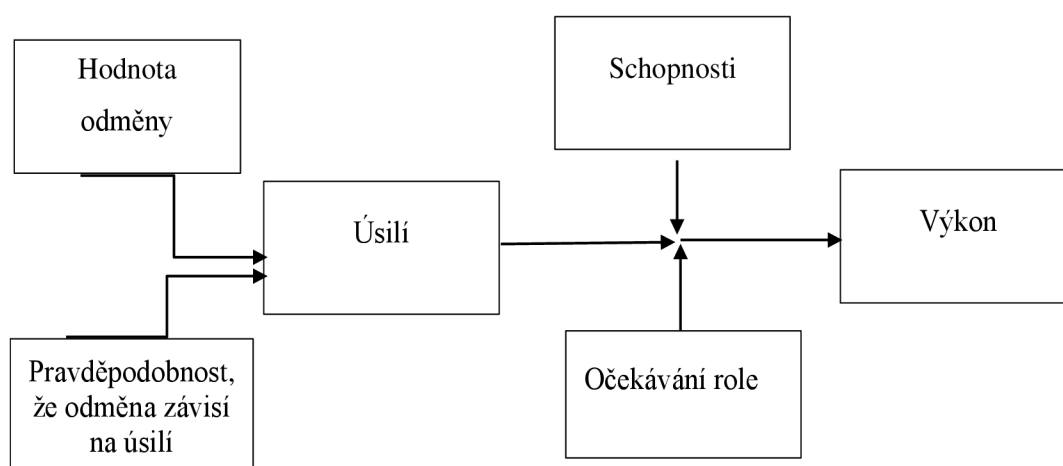 Hodnota
odměny
Schopnosti
Úsilí
Výkon
Pravděpodobnost,
že odměna závisí
na úsilí
Očekávání role